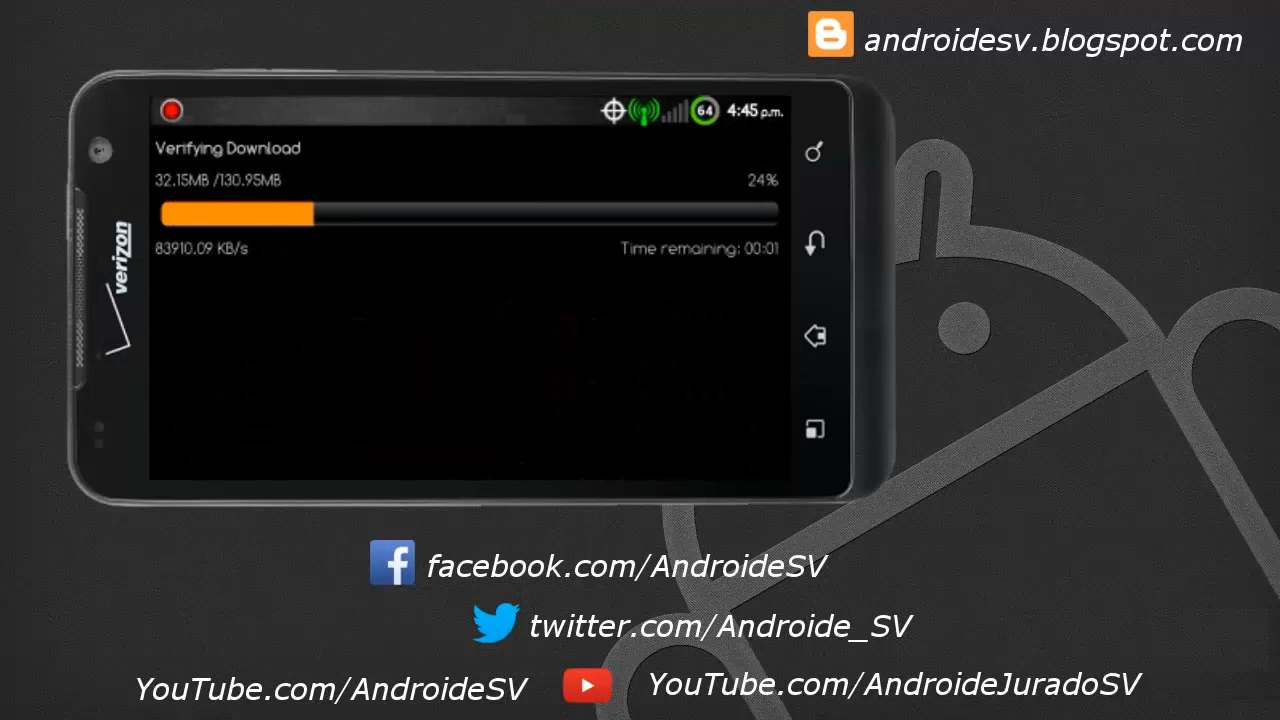 androidesv.blogspot.com
64 4:45 p.m.
Verifying Download
32.15MB /130.95MB 24%
83910.09 KB/s Time remaining: 00:01
verizon
facebook.com/AndroideSV
twitter.com/Androide_SV
YouTube.com/AndroideSV YouTube.com/AndroideJuradoSV